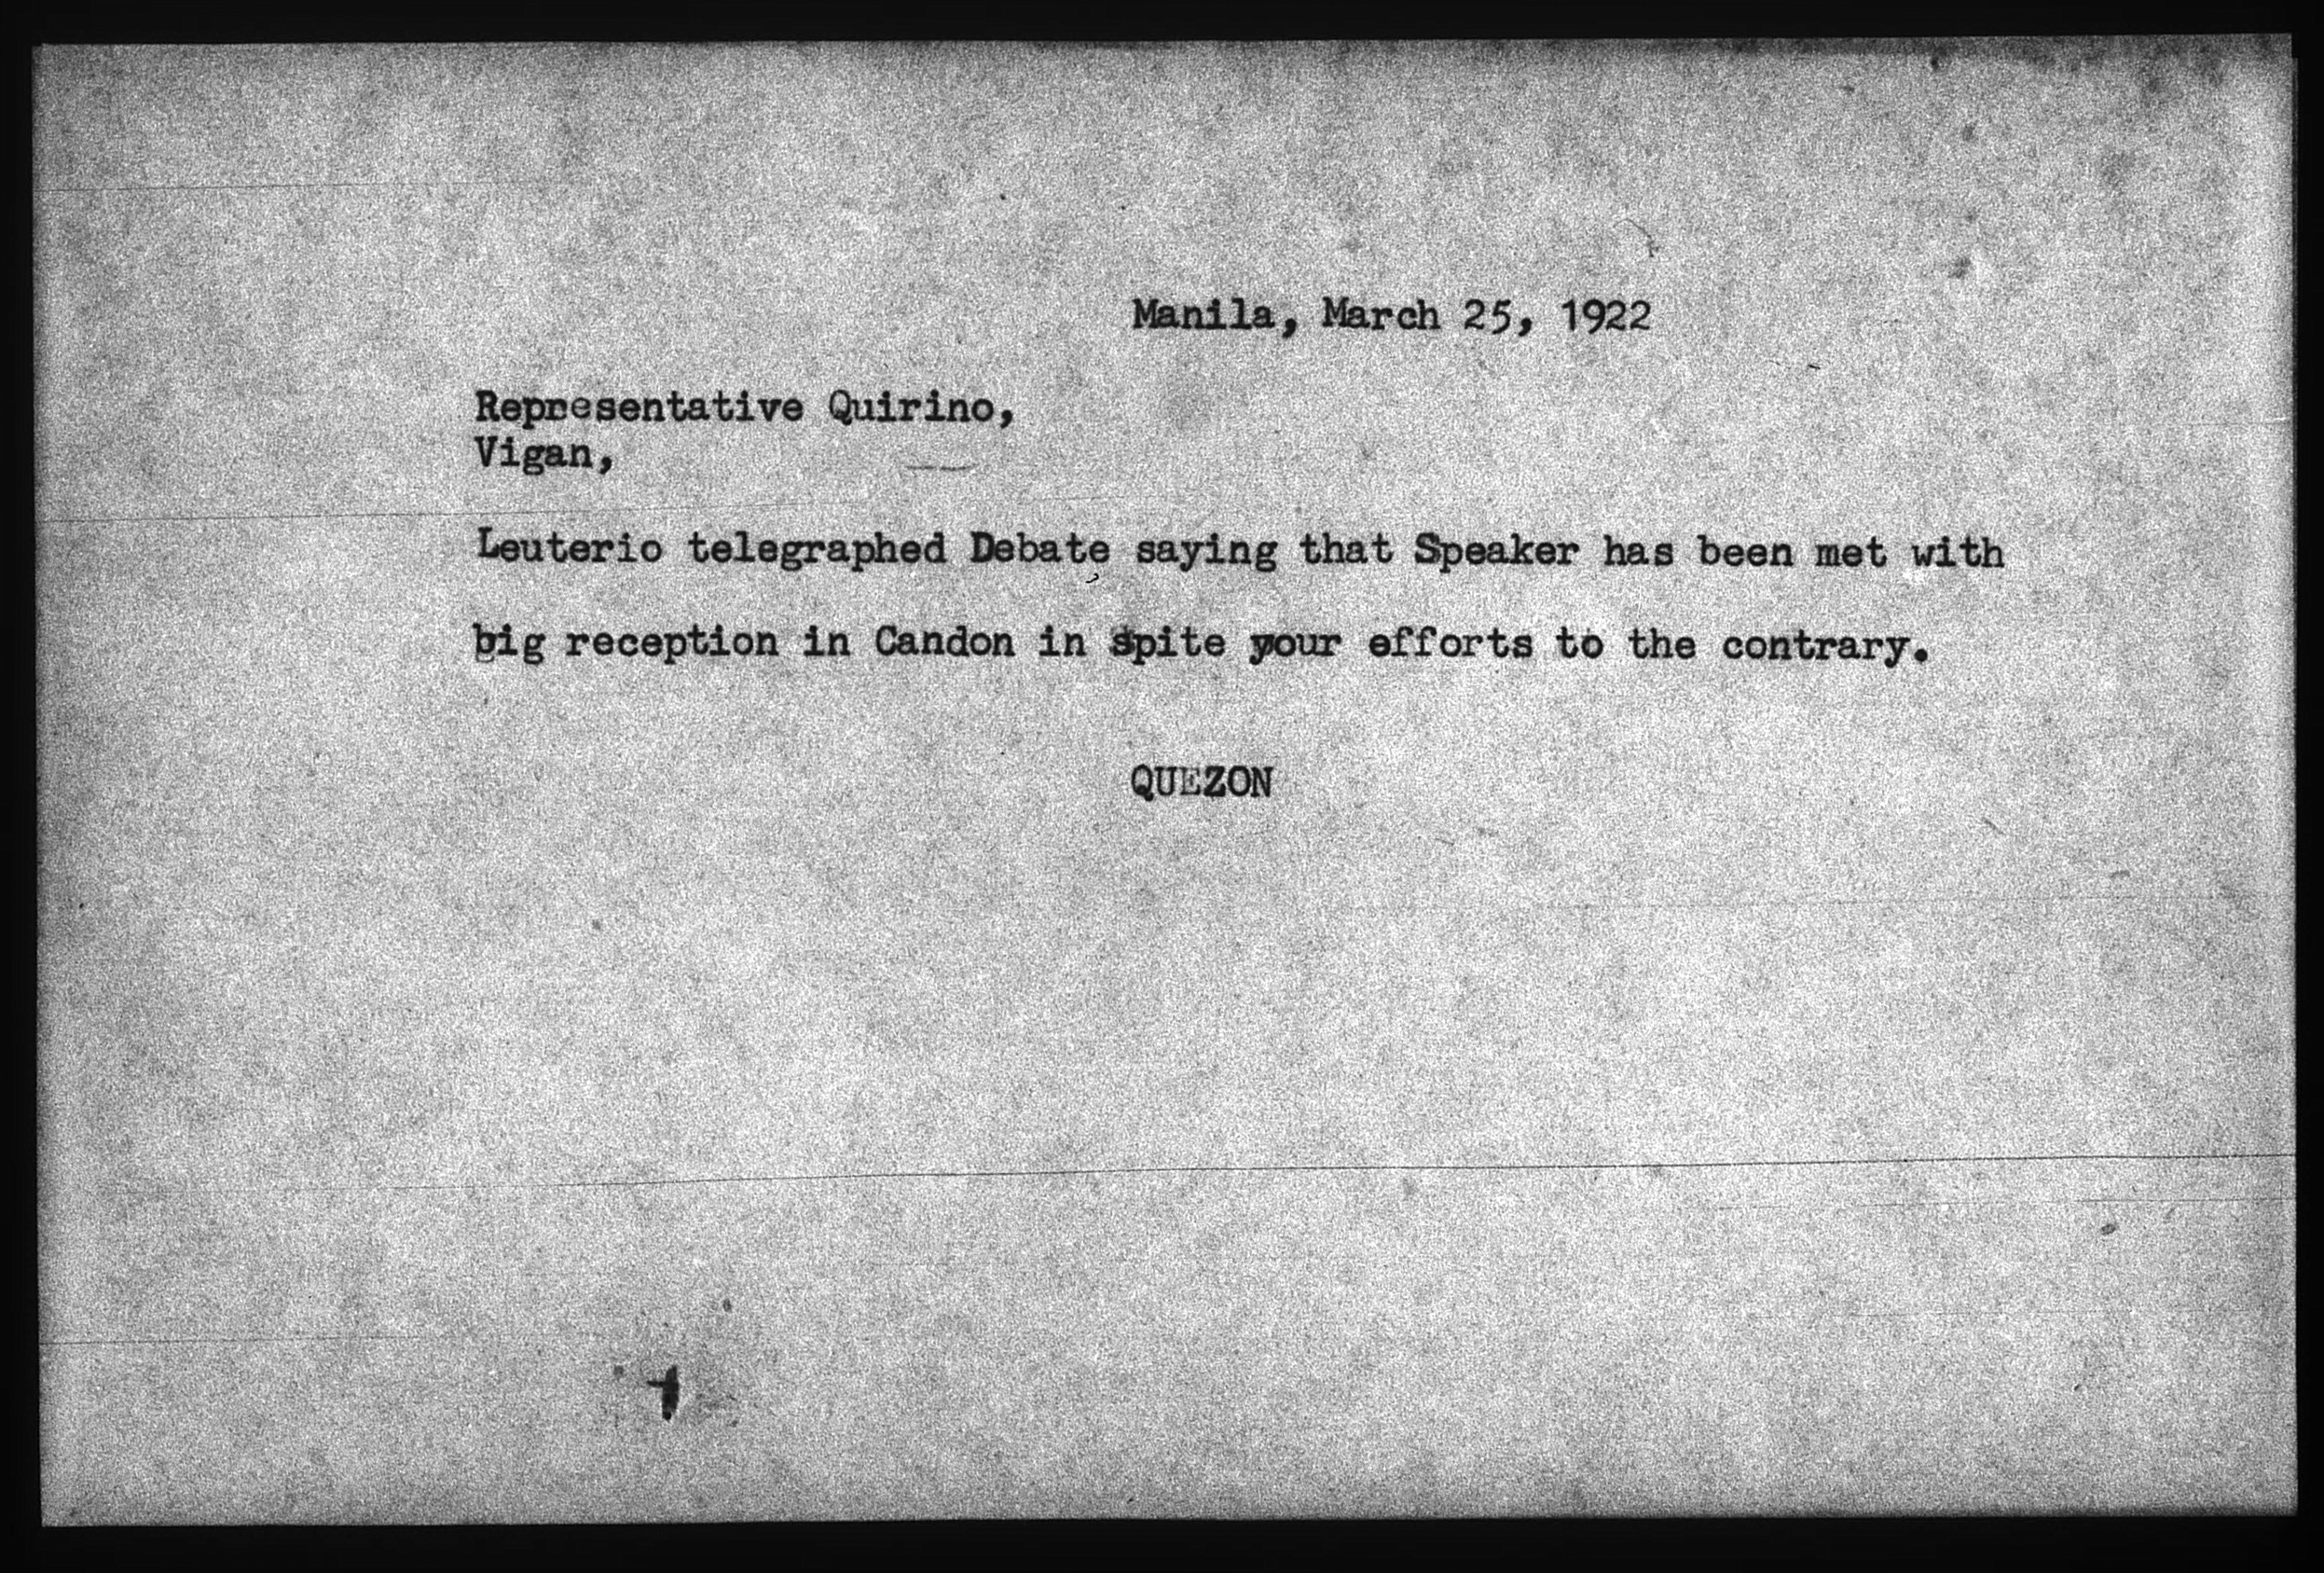 Manila, March 25, 1922
Representative Quirino,
Vigan,
Leuterio telegraphed Debate saying that Speaker has been met with
big reception in Candon in spite your efforts to the contrary.
QUEZON